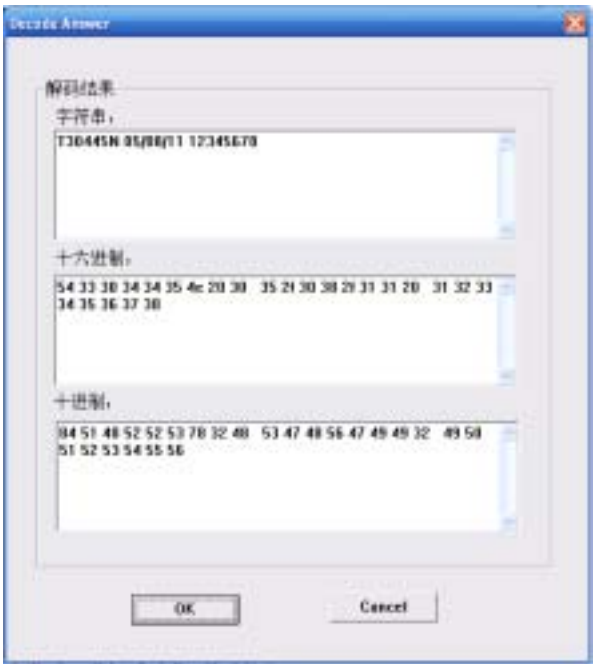 Decode Answer
解码结果
字符串：
T30445N 05/08/11 12345678
十六进制：
54 33 30 34 34 35 4e 20 30 35 2f 30 38 2f 31 31 20 31 32 33
34 35 36 37 38
十进制：
84 51 48 52 52 53 78 32 48 53 47 48 56 47 49 49 32 49 50
51 52 53 54 55 56
OK
Cancel